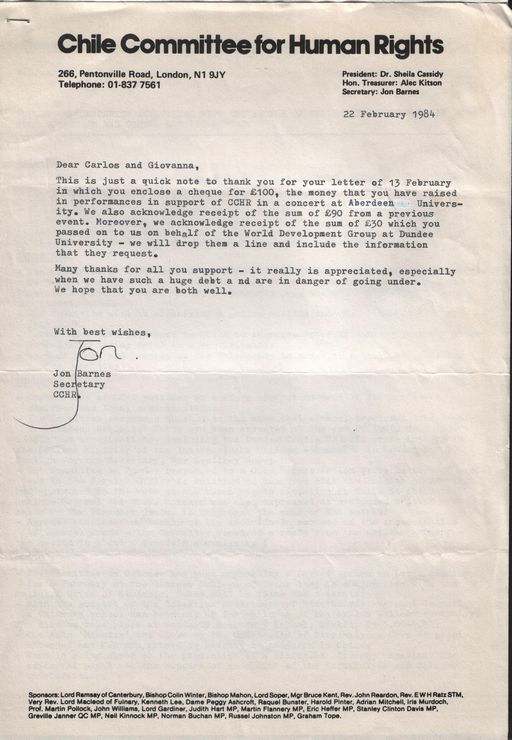 Chile Committee for Human Rights
266, Pentonville Road, London, N1 9JY
Telephone: 01-837 7561
President: Dr. Sheila Cassidy
Hon. Treasurer: Alec Kitson
Secretary: Jon Barnes
22 February 1984
Dear Carlos and Giovanna,
This is just a quick note to thank you for your letter of 13 February
in which you enclose a cheque for £100, the money that you have raised
in performances in support of CCHR in a concert at Aberdeen Univers-
ity. We also acknowledge receipt of the sum of £90 from a previous
event. Moreover, we acknowledge receipt of the sum of £30 which you
passed on to us on behalf of the World Development Group at Dundee
University - we will drop them a line and include the information
that they request.
Many thanks for all you support - it really is appreciated, especially
when we have such a huge debt a nd are in danger of going under.
We hope that you are both well.
With best wishes,
Jon
Jon Barnes
Secretary
CCHR.
Sponsors: Lord Ramsay of Canterbury, Bishop Colin Winter, Bishop Mahon, Lord Soper, Mgr Bruce Kent, Rev. John Reardon, Rev. E W H Ratz STM,
Very Rev. Lord Macleod of Fulnary, Kenneth Lee, Dame Peggy Ashcroft, Raquel Bunster, Harold Pinter, Adrian Mitchell, Iris Murdoch,
Prof. Martin Pollock, John Williams, Lord Gardiner, Judith Hart MP, Martin Flannery MP, Eric Heffer MP, Stanley Clinton Davis MP,
Greville Janner QC MP, Neil Kinnock MP, Norman Buchan MP, Russel Johnston MP, Graham Tope.